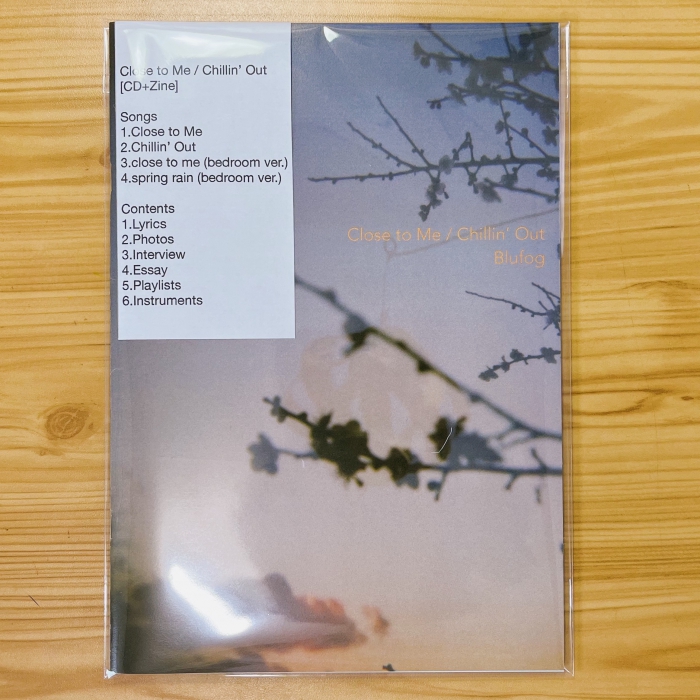 Close to Me / Chillin' Out
[CD+Zine]
Songs
1.Close to Me
2.Chillin' Out
3.close to me (bedroom ver.)
4.spring rain (bedroom ver.)
Contents
1.Lyrics
2.Photos
3.Interview
4.Essay
5.Playlists
6.Instruments
Close to Me / Chillin' Out
Blufog